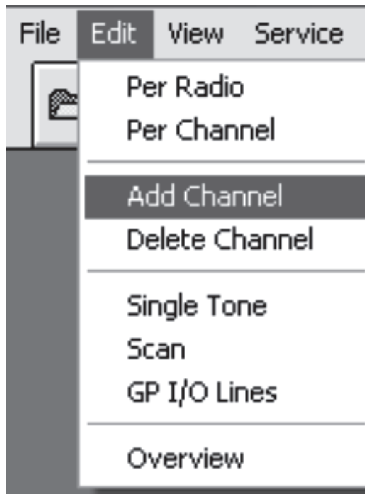 File Edit View Service
Per Radio
Per Channel
Add Channel
Delete Channel
Single Tone
Scan
GP I/O Lines
Overview